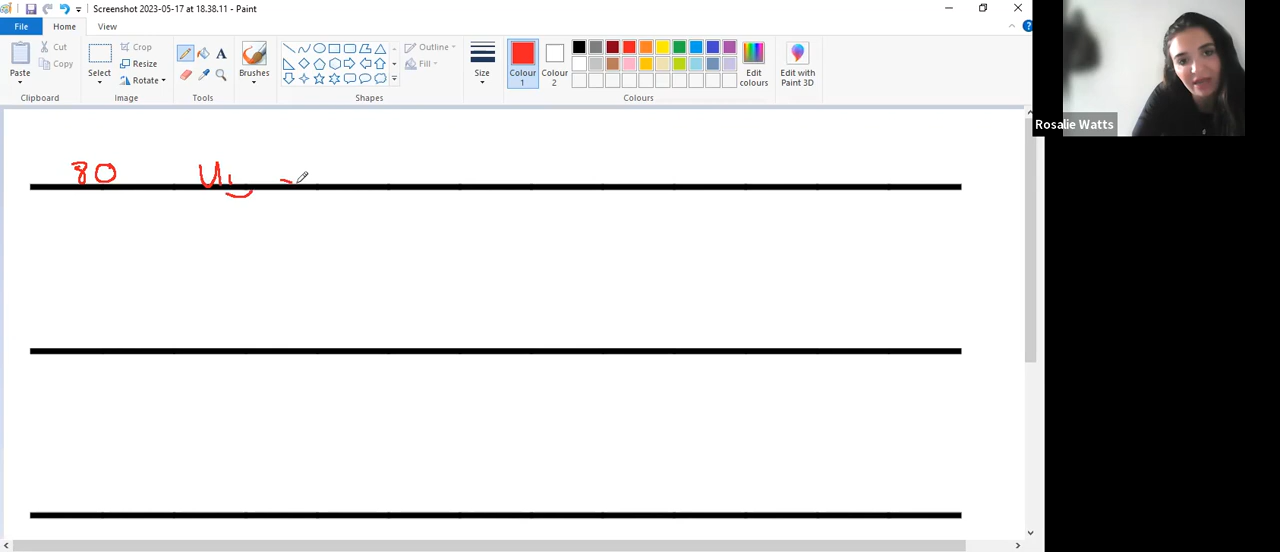 Screenshot 2023-05-17 at 18.38.11 - Paint
File Home View
Paste
Cut
Copy
Clipboard
Select
Crop
Resize
Rotate
Image
Tools
Brushes
Shapes
Outline
Fill
Size
Colour 1
Colour 2
Edit colours
Edit with Paint 3D
Colours
Rosalie Watts
80